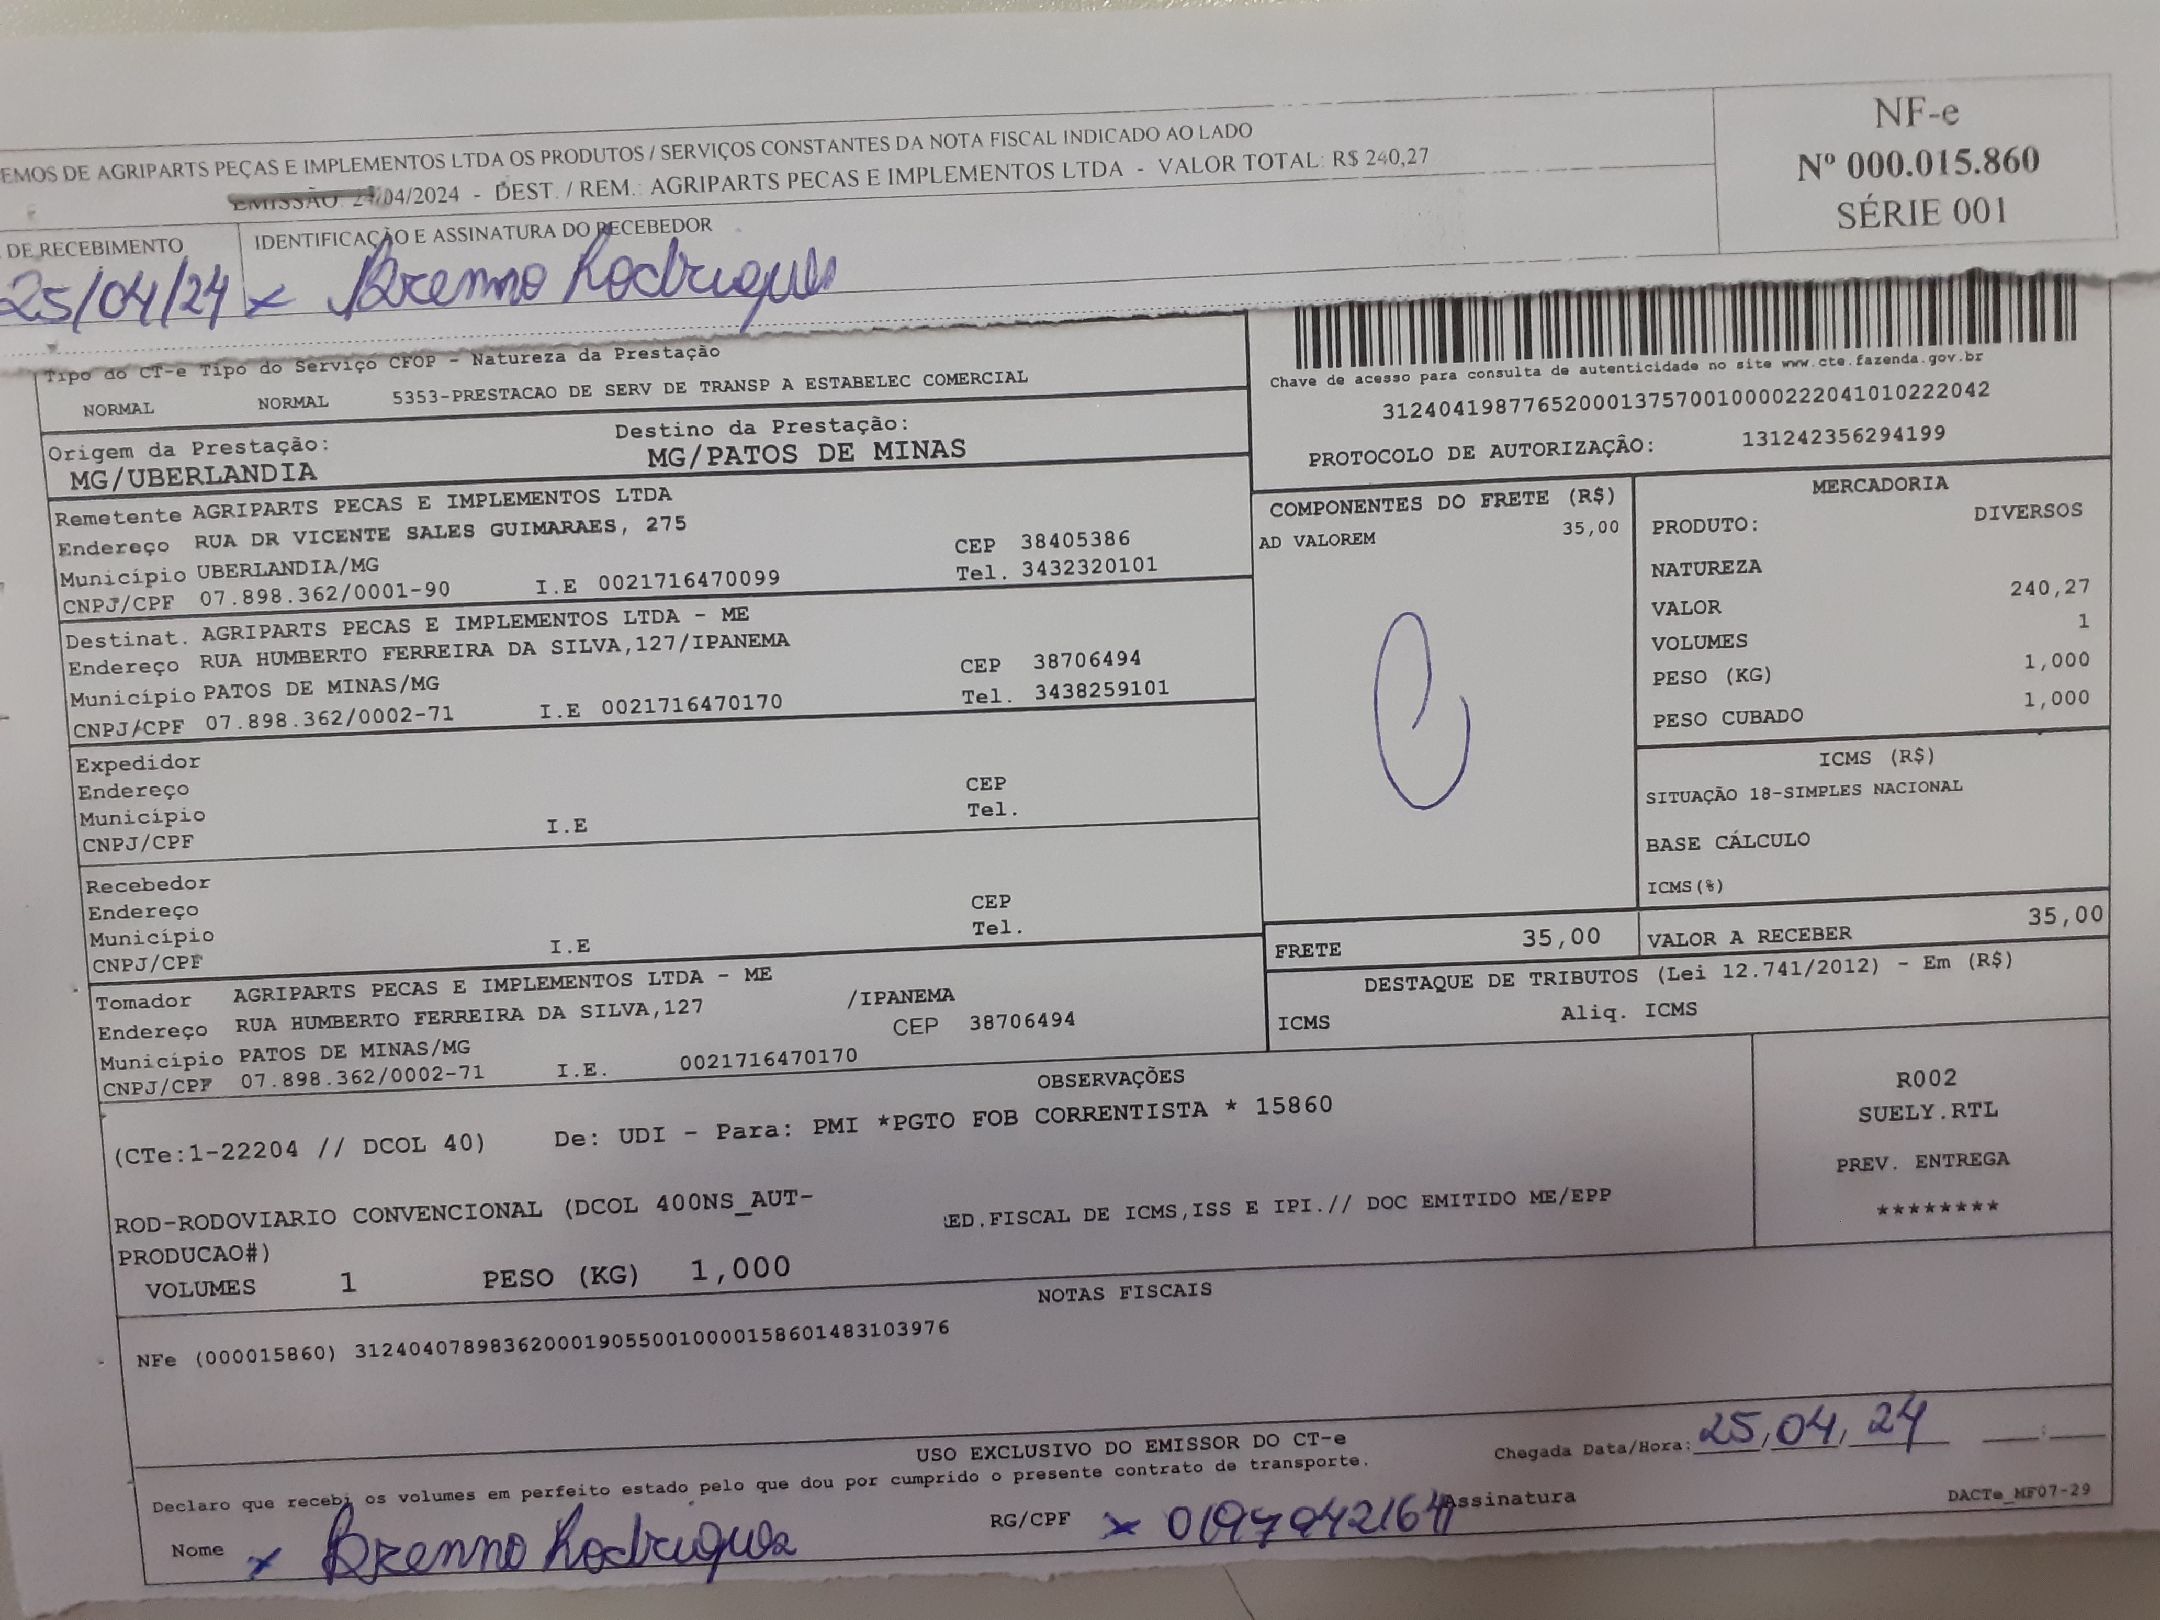 EMOS DE AGRIPARTS PEÇAS E IMPLEMENTOS LTDA OS PRODUTOS / SERVIÇOS CONSTANTES DA NOTA FISCAL INDICADO AO LADO
EMISSÃO: 24/04/2024 - DEST. / REM.: AGRIPARTS PECAS E IMPLEMENTOS LTDA - VALOR TOTAL: R$ 240,27
NF-e
Nº 000.015.860
SÉRIE 001
DE RECEBIMENTO
IDENTIFICAÇÃO E ASSINATURA DO RECEBEDOR
25/04/24 x Brenno Rodrigues
Tipo do CT-e Tipo do Serviço CFOP - Natureza da Prestação
NORMAL NORMAL 5353-PRESTACAO DE SERV DE TRANSP A ESTABELEC COMERCIAL
Chave de acesso para consulta de autenticidade no site www.cte.fazenda.gov.br
31240419877652000137570010000222041010222042
PROTOCOLO DE AUTORIZAÇÃO: 131242356294199
Origem da Prestação: Destino da Prestação:
MG/UBERLANDIA MG/PATOS DE MINAS
Remetente AGRIPARTS PECAS E IMPLEMENTOS LTDA
Endereço RUA DR VICENTE SALES GUIMARAES, 275
CEP 38405386
Município UBERLANDIA/MG
Tel. 3432320101
CNPJ/CPF 07.898.362/0001-90 I.E 0021716470099
Destinat. AGRIPARTS PECAS E IMPLEMENTOS LTDA - ME
Endereço RUA HUMBERTO FERREIRA DA SILVA,127/IPANEMA
CEP 38706494
Município PATOS DE MINAS/MG
Tel. 3438259101
CNPJ/CPF 07.898.362/0002-71 I.E 0021716470170
Expedidor
Endereço CEP
Município Tel.
CNPJ/CPF I.E
Recebedor
Endereço CEP
Município Tel.
CNPJ/CPF I.E
Tomador AGRIPARTS PECAS E IMPLEMENTOS LTDA - ME
Endereço RUA HUMBERTO FERREIRA DA SILVA,127 /IPANEMA
Município PATOS DE MINAS/MG CEP 38706494
CNPJ/CPF 07.898.362/0002-71 I.E. 0021716470170
COMPONENTES DO FRETE (R$)
AD VALOREM 35,00
MERCADORIA
PRODUTO: DIVERSOS
NATUREZA
VALOR 240,27
VOLUMES 1
PESO (KG) 1,000
PESO CUBADO 1,000
ICMS (R$)
SITUAÇÃO 18-SIMPLES NACIONAL
BASE CÁLCULO
ICMS(%)
FRETE 35,00
VALOR A RECEBER 35,00
DESTAQUE DE TRIBUTOS (Lei 12.741/2012) - Em (R$)
ICMS Aliq. ICMS
OBSERVAÇÕES
(CTe:1-22204 // DCOL 40) De: UDI - Para: PMI *PGTO FOB CORRENTISTA * 15860
R002
SUELY.RTL
PREV. ENTREGA
********
ROD-RODOVIARIO CONVENCIONAL (DCOL 400NS_AUT-
PRODUCAO#)
ED.FISCAL DE ICMS,ISS E IPI.// DOC EMITIDO ME/EPP
VOLUMES 1 PESO (KG) 1,000
NOTAS FISCAIS
NFe (000015860) 31240407898362000190550010000158601483103976
USO EXCLUSIVO DO EMISSOR DO CT-e
Chegada Data/Hora: 25,04,24 __:__
Declaro que recebi os volumes em perfeito estado pelo que dou por cumprido o presente contrato de transporte.
Nome x Brenno Rodrigues RG/CPF x Assinatura
DACTe_MF07-29